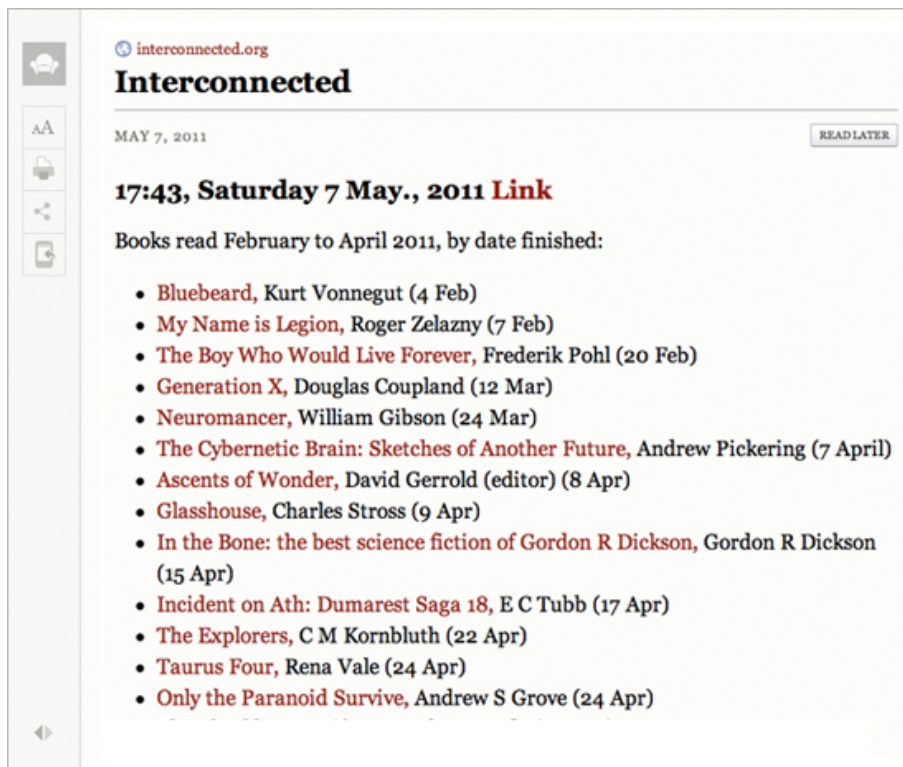 interconnected.org
Interconnected
MAY 7, 2011
READ LATER
AA
17:43, Saturday 7 May., 2011 Link
Books read February to April 2011, by date finished:
• Bluebeard, Kurt Vonnegut (4 Feb)
• My Name is Legion, Roger Zelazny (7 Feb)
• The Boy Who Would Live Forever, Frederik Pohl (20 Feb)
• Generation X, Douglas Coupland (12 Mar)
• Neuromancer, William Gibson (24 Mar)
• The Cybernetic Brain: Sketches of Another Future, Andrew Pickering (7 April)
• Ascents of Wonder, David Gerrold (editor) (8 Apr)
• Glasshouse, Charles Stross (9 Apr)
• In the Bone: the best science fiction of Gordon R Dickson, Gordon R Dickson
(15 Apr)
• Incident on Ath: Dumarest Saga 18, E C Tubb (17 Apr)
• The Explorers, C M Kornbluth (22 Apr)
• Taurus Four, Rena Vale (24 Apr)
• Only the Paranoid Survive, Andrew S Grove (24 Apr)